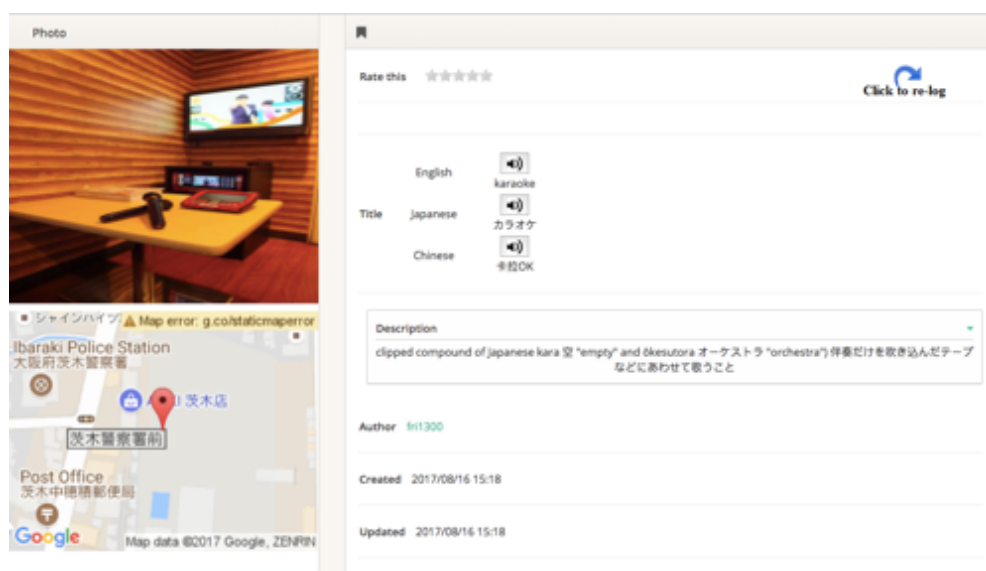 Photo
シャインハイツ
Map error: g.co/staticmaperror
Ibaraki Police Station
大阪府茨木警察署
茨木店
茨木警察署前
Post Office
茨木中穂積郵便局
Google
Map data ©2017 Google, ZENRIN
Rate this
Click to re-log
English
karaoke
Title
Japanese
カラオケ
Chinese
卡拉OK
Description
clipped compound of Japanese kara 空 "empty" and ōkesutora オーケストラ "orchestra") 伴奏だけを吹き込んだテープ
などにあわせて歌うこと
Author fri1300
Created 2017/08/16 15:18
Updated 2017/08/16 15:18